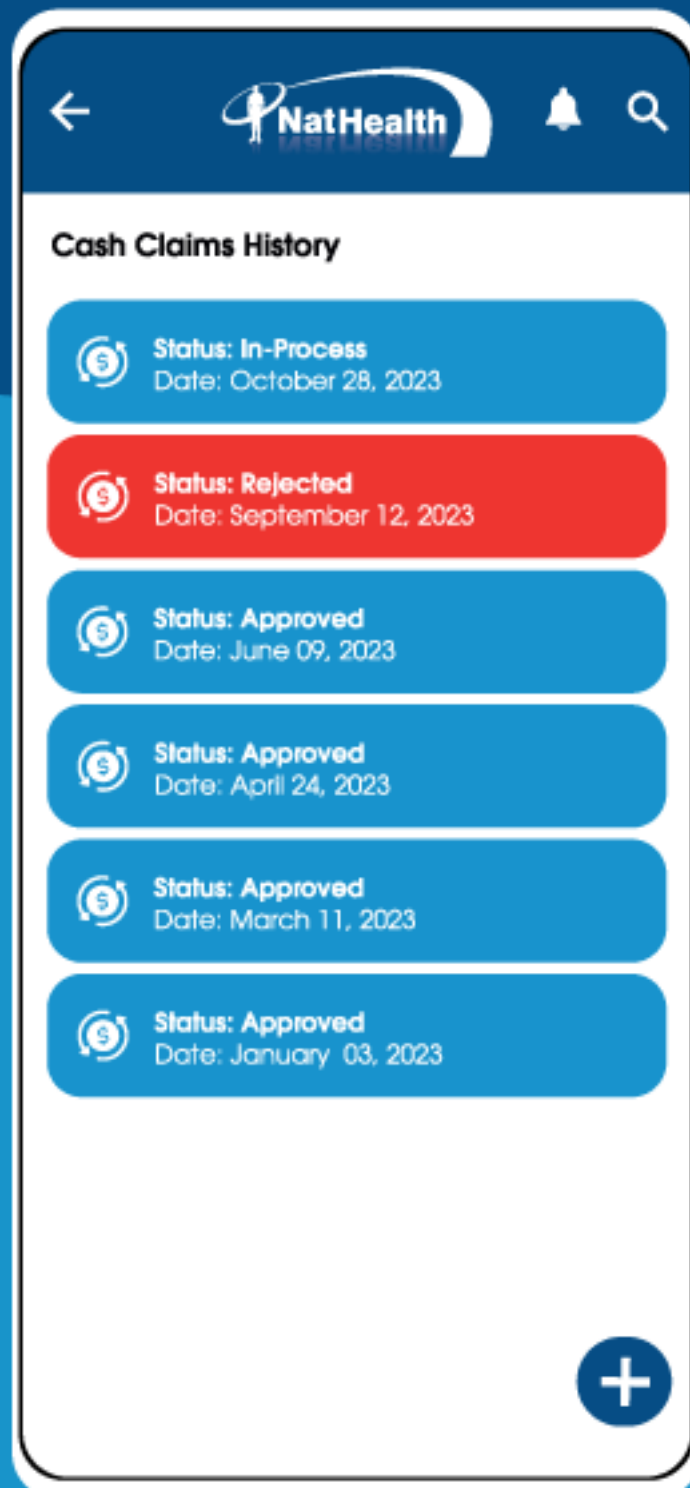 NatHealth
Cash Claims History
Status: In-Process
Date: October 28, 2023
Status: Rejected
Date: September 12, 2023
Status: Approved
Date: June 09, 2023
Status: Approved
Date: April 24, 2023
Status: Approved
Date: March 11, 2023
Status: Approved
Date: January  03, 2023